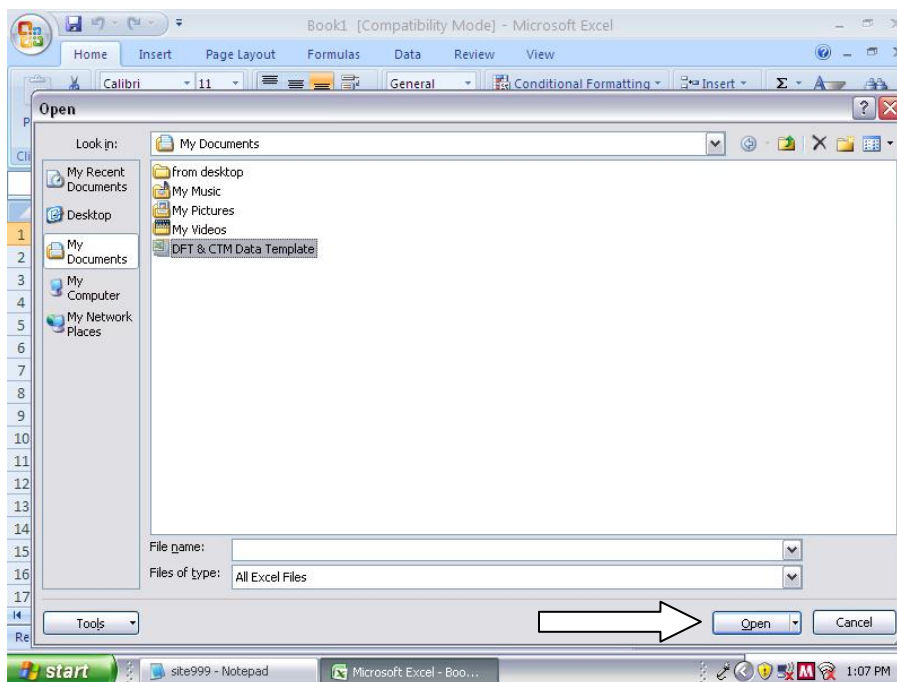 Book1 [Compatibility Mode] - Microsoft Excel
Home Insert Page Layout Formulas Data Review View
Calibri 11 General Conditional Formatting Insert Σ A
Open
P
Look in: My Documents
Cli
My Recent Documents
Desktop
My Documents
My Computer
My Network Places
from desktop
My Music
My Pictures
My Videos
DFT & CTM Data Template
1
2
3
4
5
6
7
8
9
10
11
12
13
14
15
16
17
File name:
Files of type: All Excel Files
Tools Open Cancel
Re
start site999 - Notepad Microsoft Excel - Boo... 1:07 PM